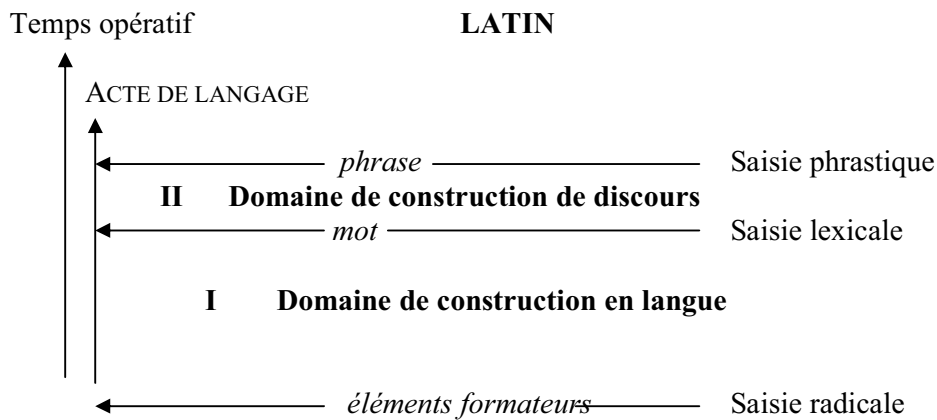 Temps opératif LATIN
ACTE DE LANGAGE
phrase Saisie phrastique
II Domaine de construction de discours
mot Saisie lexicale
I Domaine de construction en langue
éléments formateurs Saisie radicale